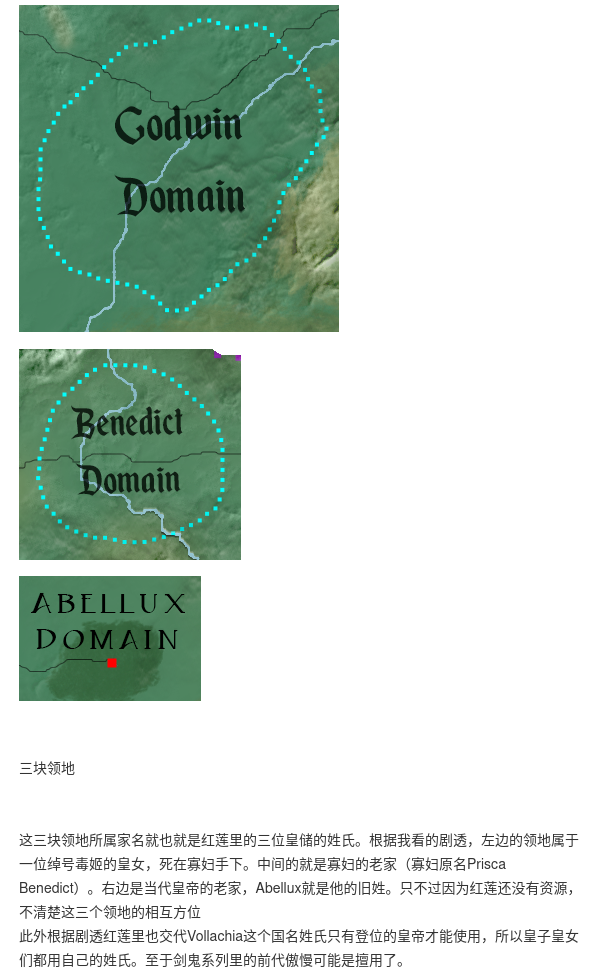 Godwin
Domain
Benedict
Domain
ABELLUX
DOMAIN
三块领地
这三块领地所属家名就也就是红莲里的三位皇储的姓氏。根据我看的剧透，左边的领地属于
一位绰号毒姬的皇女，死在寡妇手下。中间的就是寡妇的老家（寡妇原名Prisca
Benedict）。右边是当代皇帝的老家，Abellux就是他的旧姓。只不过因为红莲还没有资源，
不清楚这三个领地的相互方位
此外根据剧透红莲里也交代Vollachia这个国名姓氏只有登位的皇帝才能使用，所以皇子皇女
们都用自己的姓氏。至于剑鬼系列里的前代傲慢可能是擅用了。